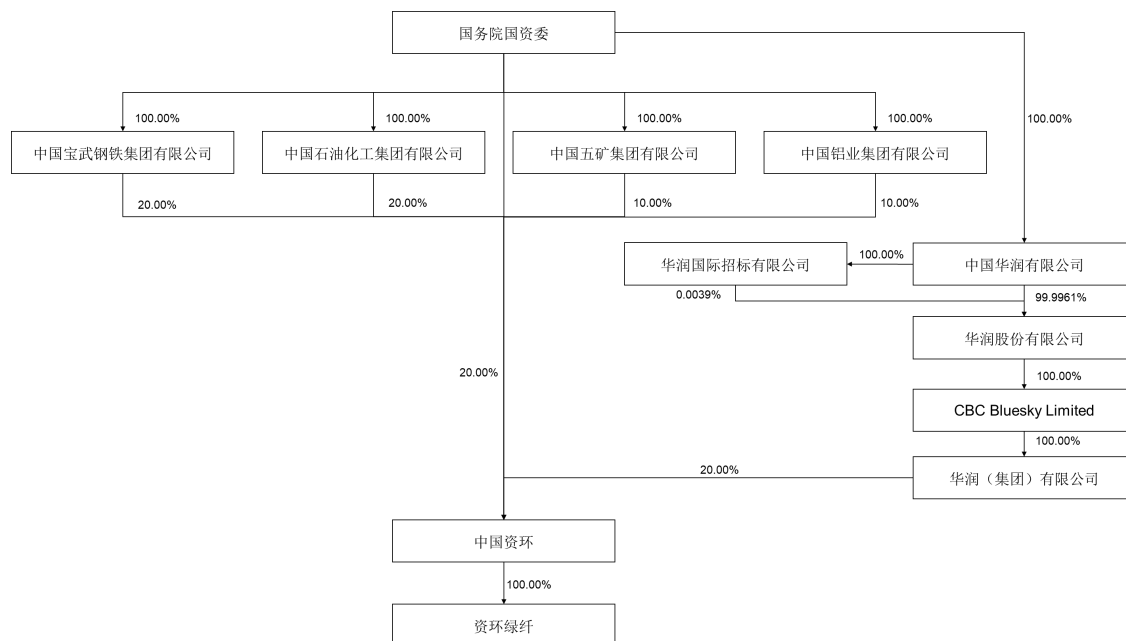 国务院国资委
100.00%
100.00%
100.00%
100.00%
100.00%
中国宝武钢铁集团有限公司
中国石油化工集团有限公司
中国五矿集团有限公司
中国铝业集团有限公司
20.00%
20.00%
10.00%
10.00%
华润国际招标有限公司
100.00%
中国华润有限公司
0.0039%
99.9961%
华润股份有限公司
20.00%
100.00%
CBC Bluesky Limited
100.00%
20.00%
华润（集团）有限公司
中国资环
100.00%
资环绿纤